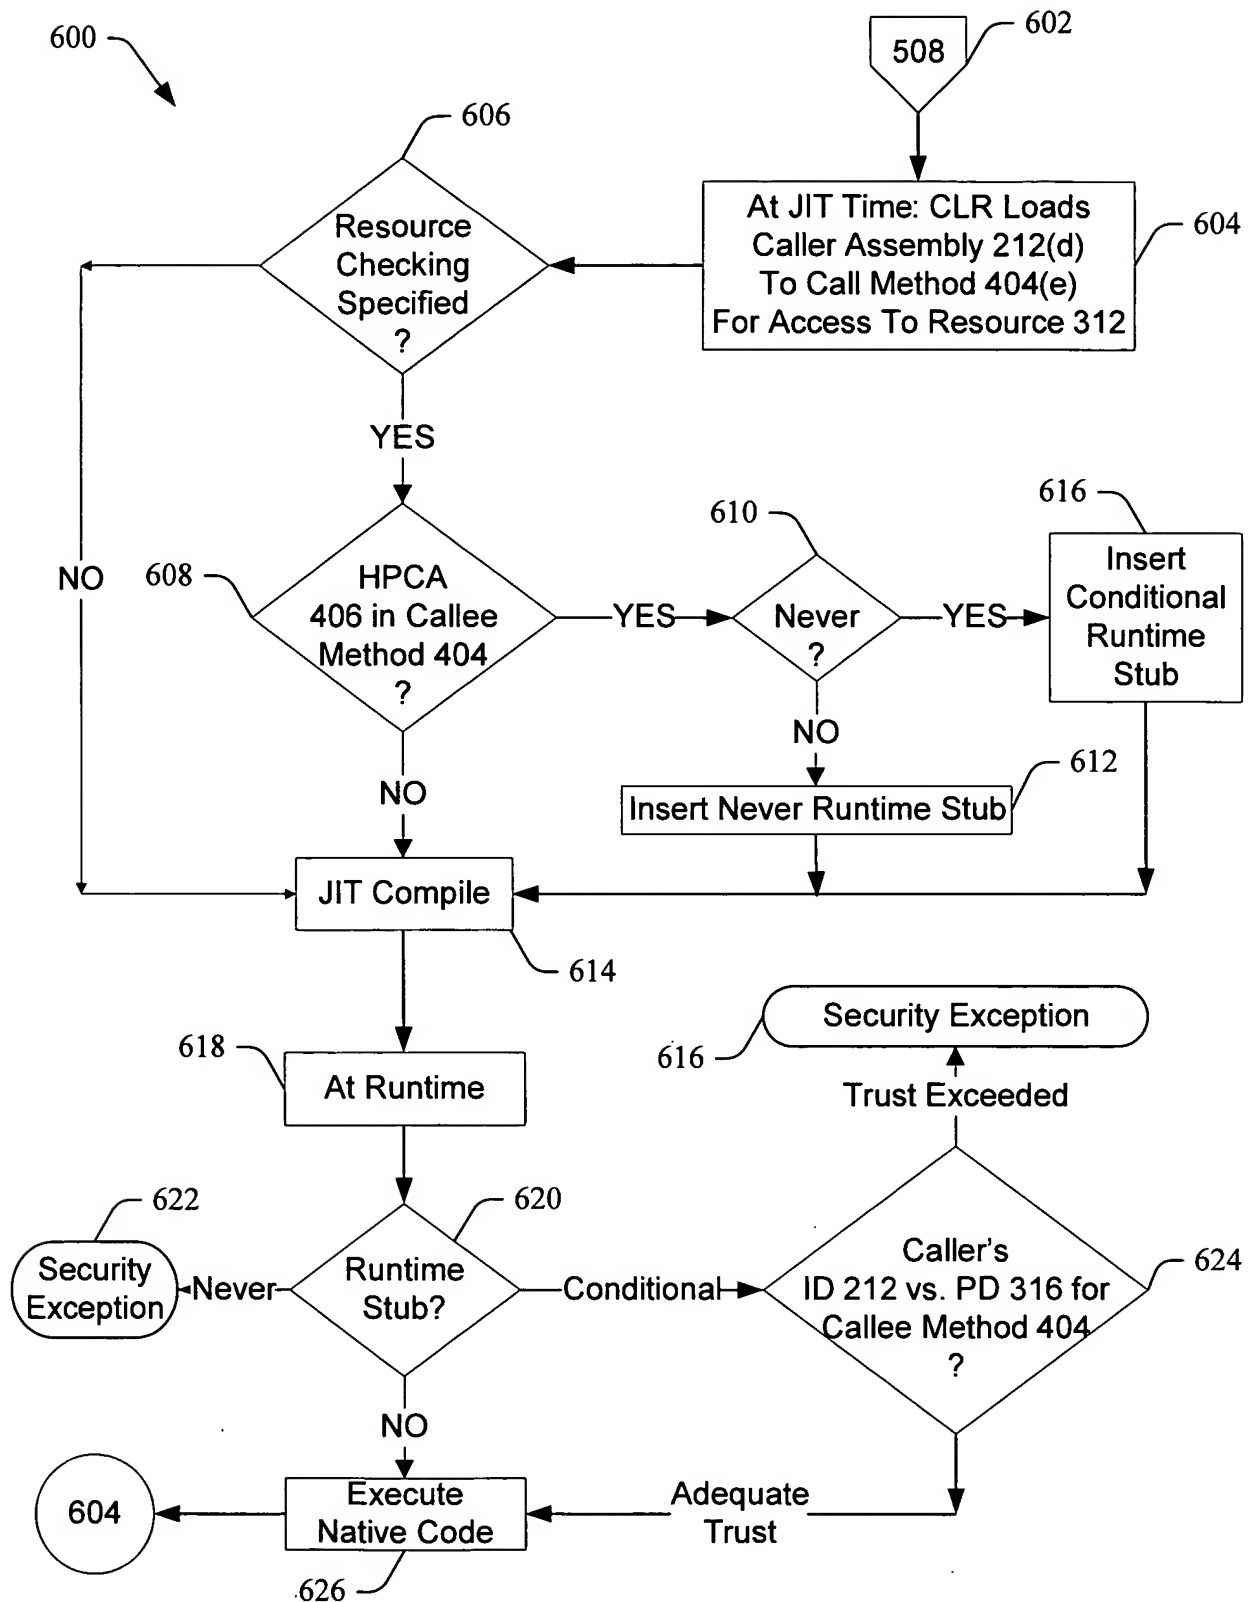 600
508
602
606
At JIT Time: CLR Loads
Caller Assembly 212(d)
To Call Method 404(e)
For Access To Resource 312
604
Resource
Checking
Specified
?
YES
NO
608
HPCA
406 in Callee
Method 404
?
YES
610
Never
?
YES
616
Insert
Conditional
Runtime
Stub
NO
NO
612
Insert Never Runtime Stub
JIT Compile
614
Security Exception
616
618
At Runtime
Trust Exceeded
622
620
Security
Exception
Never
Runtime
Stub?
Conditional
Caller's
ID 212 vs. PD 316 for
Callee Method 404
?
624
NO
604
Execute
Native Code
Adequate
Trust
626